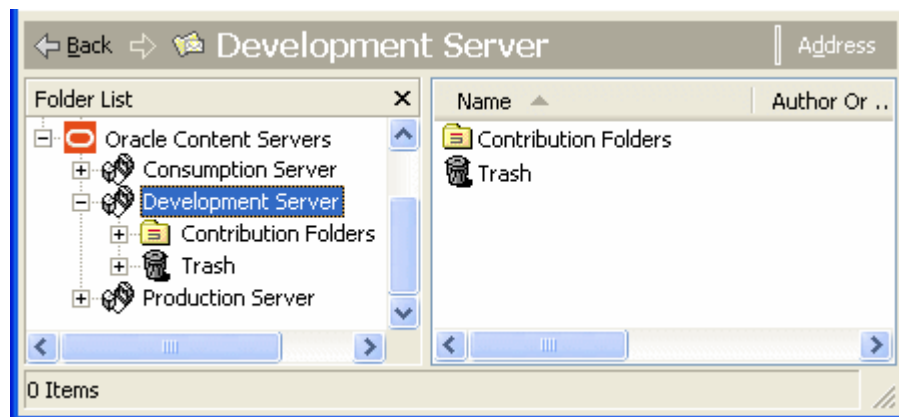 Back Development Server Address
Folder List
Oracle Content Servers
Consumption Server
Development Server
Contribution Folders
Trash
Production Server
Name Author Or ..
Contribution Folders
Trash
0 Items